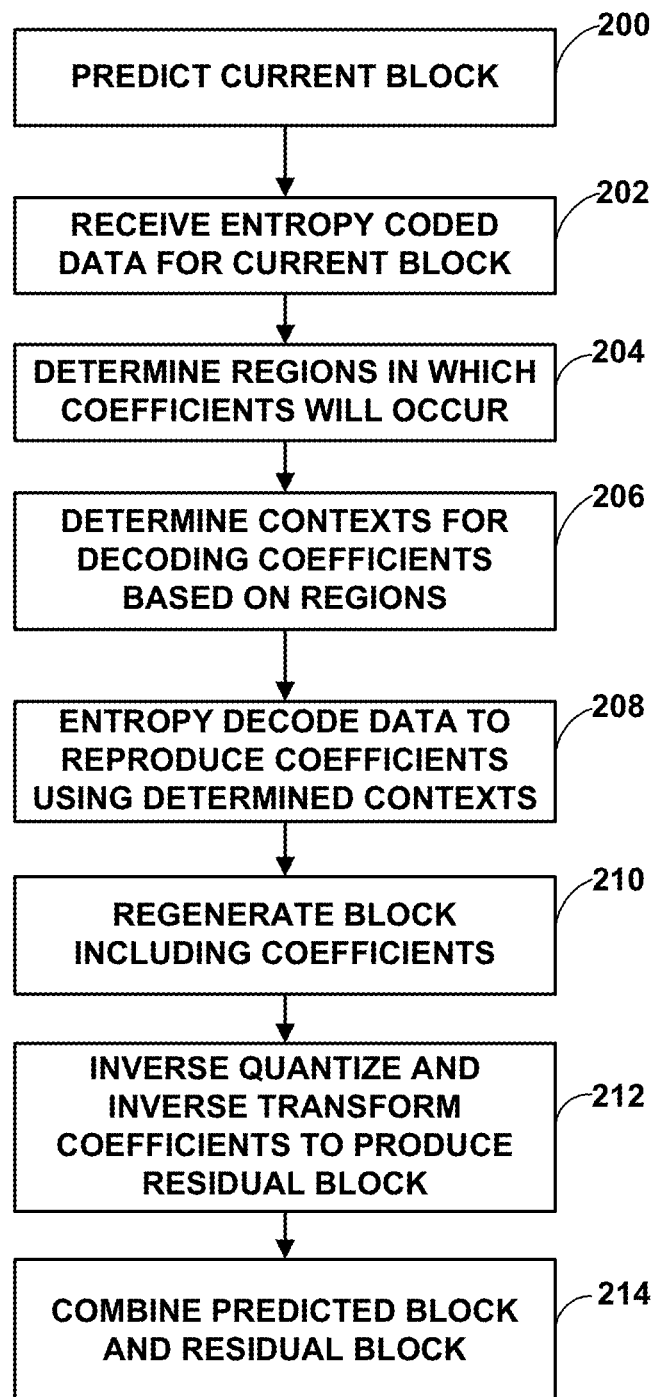 200
PREDICT CURRENT BLOCK
202
RECEIVE ENTROPY CODED
DATA FOR CURRENT BLOCK
204
DETERMINE REGIONS IN WHICH
COEFFICIENTS WILL OCCUR
206
DETERMINE CONTEXTS FOR
DECODING COEFFICIENTS
BASED ON REGIONS
208
ENTROPY DECODE DATA TO
REPRODUCE COEFFICIENTS
USING DETERMINED CONTEXTS
210
REGENERATE BLOCK
INCLUDING COEFFICIENTS
212
INVERSE QUANTIZE AND
INVERSE TRANSFORM
COEFFICIENTS TO PRODUCE
RESIDUAL BLOCK
214
COMBINE PREDICTED BLOCK
AND RESIDUAL BLOCK